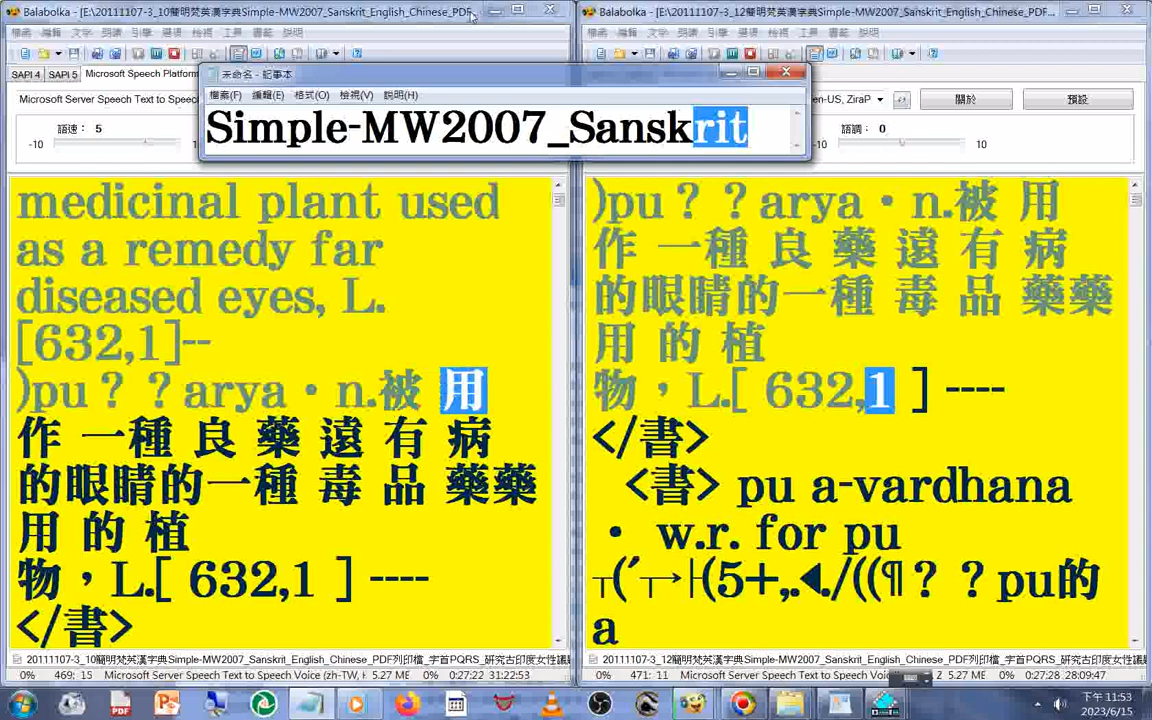 Balabolka - [E:\20111107-3_10簡明梵英漢字典Simple-MW2007_Sanskrit_English_Chinese_PDF
Balabolka - [E:\20111107-3_12簡明梵英漢字典Simple-MW2007_Sanskrit_English_Chinese_PDF...
SAPI 4
SAPI 5
Microsoft Speech Platform
Microsoft Server Speech Text to Speec
en-US, ZiraP
關於
預設
語速： 5
-10
語調： 0
-10
10
未命名 - 記事本
檔案(F) 編輯(E) 格式(O) 檢視(V) 說明(H)
Simple-MW2007_Sanskrit
medicinal plant used
as a remedy far
diseased eyes, L.
[632,1]--
)pu？？arya‧n.被 用
作 一種 良 藥 遠 有 病
的眼睛的一種 毒 品 藥藥
用 的 植
物，L.[ 632,1 ] ----
</書>
)pu？？arya‧n.被 用
作 一種 良 藥 遠 有 病
的眼睛的一種 毒 品 藥藥
用 的 植
物，L.[ 632,1 ] ----
</書>
<書> pu a-vardhana
‧ w.r. for pu
┬(′┬→├(5+,.◄./((¶？？pu的
a
20111107-3_10簡明梵英漢字典Simple-MW2007_Sanskrit_English_Chinese_PDF列印檔_字首PQRS_研究古印度女性議
20111107-3_12簡明梵英漢字典Simple-MW2007_Sanskrit_English_Chinese_PDF列印檔_字首PQRS_研究古印度女性議
0% 469: 15 Microsoft Server Speech Text to Speech Voice (zh-TW, H 5.27 ME 0% 0:27:22 31:22:53
0% 471: 11 Microsoft Server Speech Text to Speech Voice 5.27 ME 0% 0:27:28 28:09:47
下午 11:53
2023/6/15